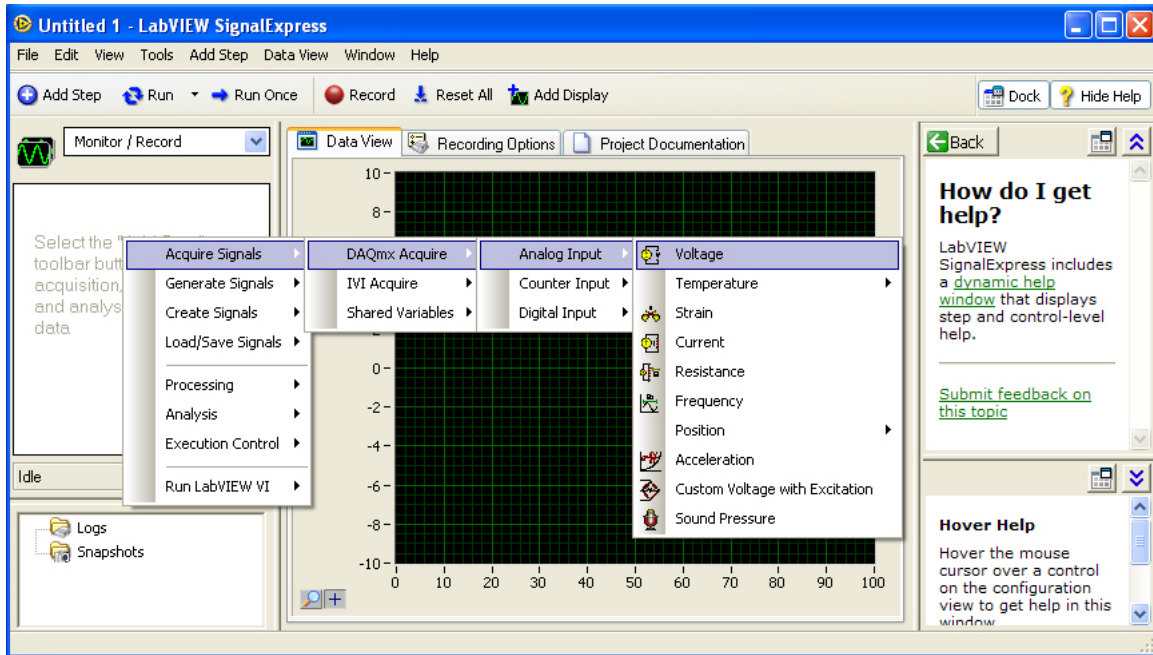 Untitled 1 - LabVIEW SignalExpress
File Edit View Tools Add Step Data View Window Help
Add Step Run Run Once Record Reset All Add Display Dock Hide Help
Monitor / Record
Select the
toolbar butt
acquisition,
and analys
data
Idle
Logs
Snapshots
Data View Recording Options Project Documentation
10
8
-2
0
-2
-4
-6
-8
-10
0 10 20 30 40 50 60 70 80 90 100
Acquire Signals
Generate Signals
Create Signals
Load/Save Signals
Processing
Analysis
Execution Control
Run LabVIEW VI
DAQmx Acquire
IVI Acquire
Shared Variables
Analog Input
Counter Input
Digital Input
Voltage
Temperature
Strain
Current
Resistance
Frequency
Position
Acceleration
Custom Voltage with Excitation
Sound Pressure
Back
How do I get
help?
LabVIEW
SignalExpress includes
a dynamic help
window that displays
step and control-level
help.
Submit feedback on
this topic
Hover Help
Hover the mouse
cursor over a control
on the configuration
view to get help in this
window